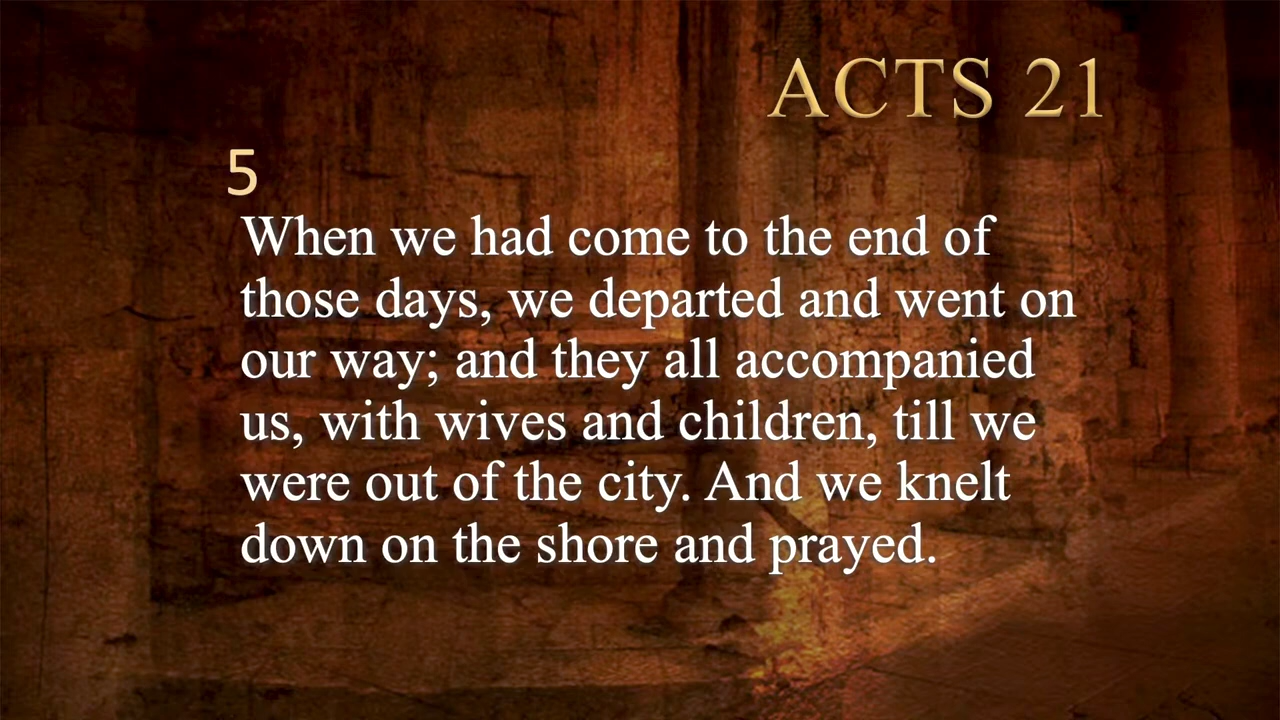 ACTS 21
5
When we had come to the end of
those days, we departed and went on
our way; and they all accompanied
us, with wives and children, till we
were out of the city. And we knelt
down on the shore and prayed.